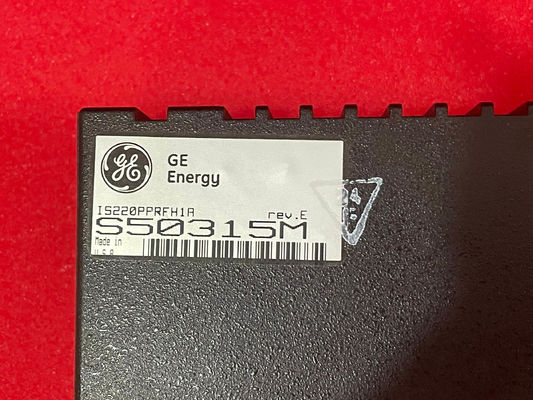 GE
GE
Energy
IS220PPRFH1A rev.E
S50315M
Made in
U.S.A